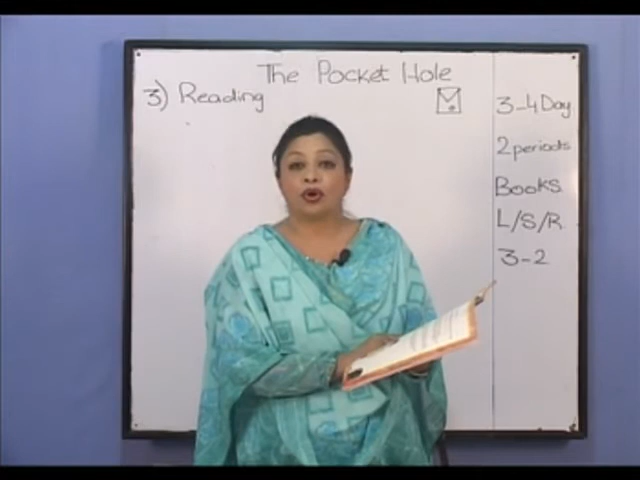 The Pocket Hole
3) Reading
3-4 Day
2 periods
Books
L/S/R
3-2